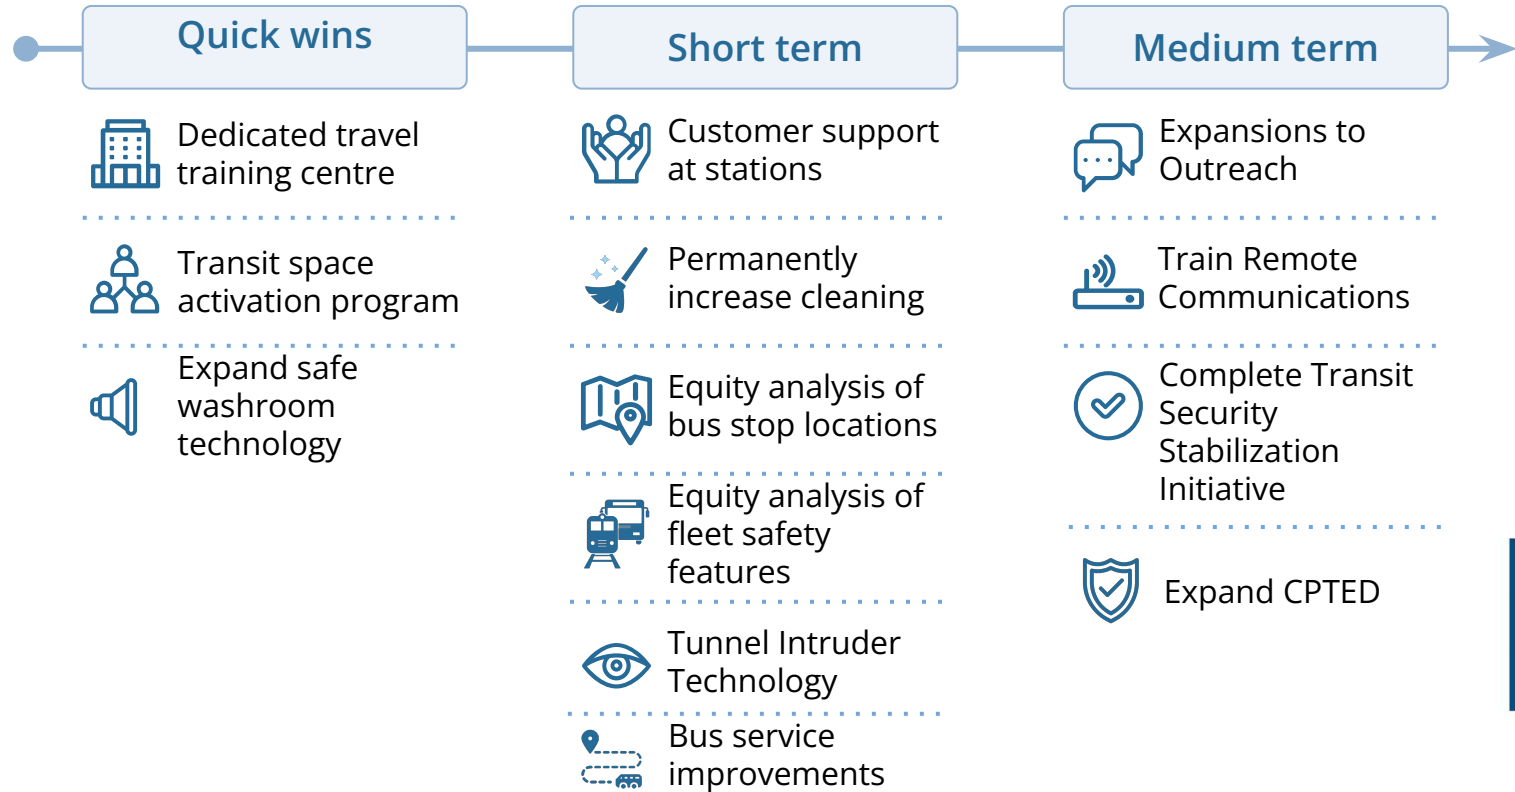 Quick wins
Dedicated travel
training centre
Transit space
activation program
Expand safe
washroom
technology
Short term
Customer support
at stations
Permanently
increase cleaning
Equity analysis of
bus stop locations
Equity analysis of
fleet safety
features
Tunnel Intruder
Technology
Bus service
improvements
Medium term
Expansions to
Outreach
Train Remote
Communications
Complete Transit
Security
Stabilization
Initiative
Expand CPTED